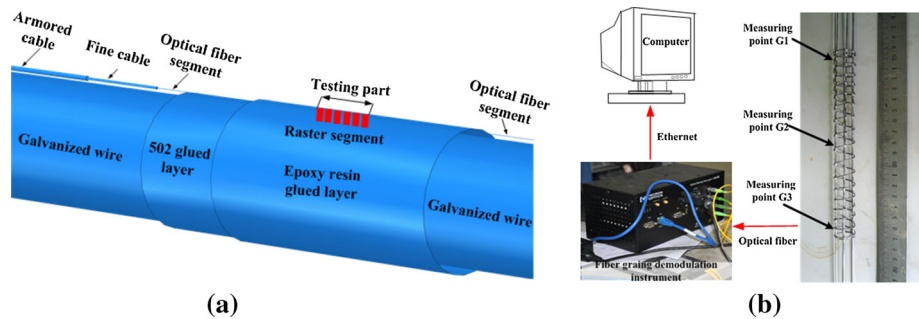 Armored
cable
Fine cable
Optical fiber
segment
Testing part
Optical fiber
segment
Raster segment
Galvanized wire
502 glued
layer
Epoxy resin
glued layer
Galvanized wire
(a)
Computer
Ethernet
Fiber graing demodulation
instrument
Optical fiber
Measuring
point G1
Measuring
point G2
Measuring
point G3
(b)